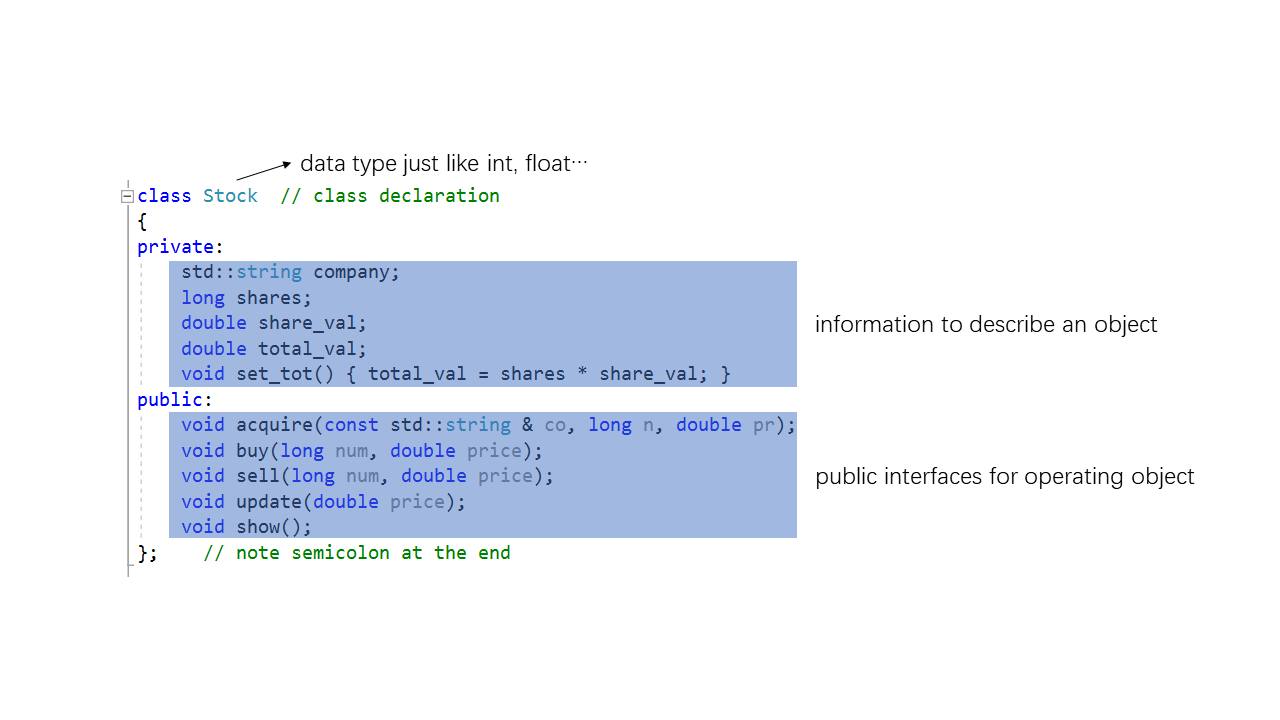 data type just like int, float···
class Stock  // class declaration
{
private:
    std::string company;
    long shares;
    double share_val;
    double total_val;
    void set_tot() { total_val = shares * share_val; }
information to describe an object
public:
    void acquire(const std::string & co, long n, double pr);
    void buy(long num, double price);
    void sell(long num, double price);
    void update(double price);
    void show();
public interfaces for operating object
};    // note semicolon at the end